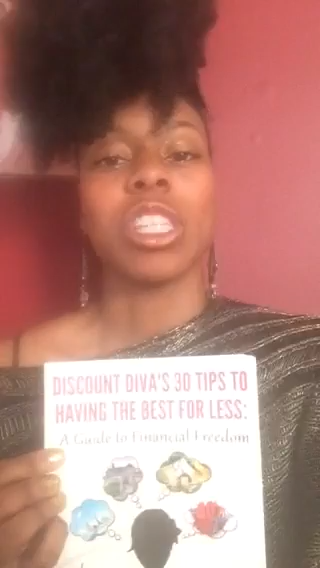 DISCOUNT DIVA'S 30 TIPS TO
HAVING THE BEST FOR LESS:
A Guide to Financial Freedom